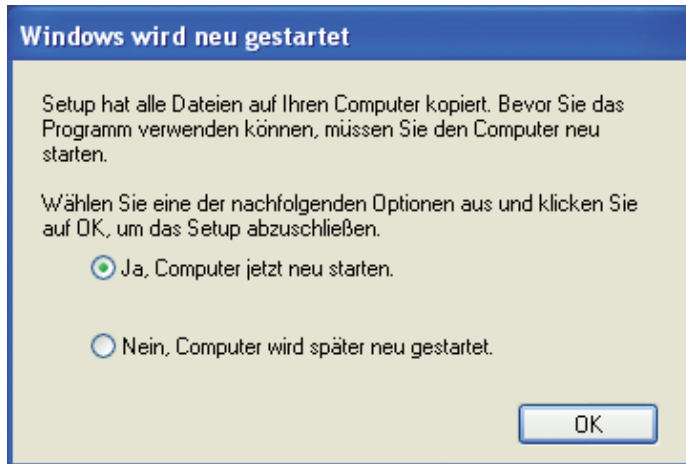 Windows wird neu gestartet
Setup hat alle Dateien auf Ihren Computer kopiert. Bevor Sie das
Programm verwenden können, müssen Sie den Computer neu
starten.
Wählen Sie eine der nachfolgenden Optionen aus und klicken Sie
auf OK, um das Setup abzuschließen.
Ja, Computer jetzt neu starten.
Nein, Computer wird später neu gestartet.
OK